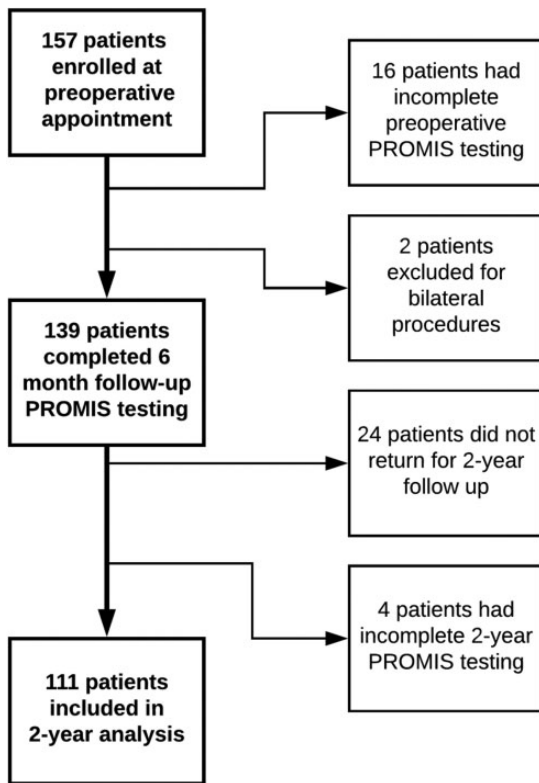 157 patients
enrolled at
preoperative
appointment
16 patients had
incomplete
preoperative
PROMIS testing
2 patients
excluded for
bilateral
procedures
139 patients
completed 6
month follow-up
PROMIS testing
24 patients did not
return for 2-year
follow up
4 patients had
incomplete 2-year
PROMIS testing
111 patients
included in
2-year analysis